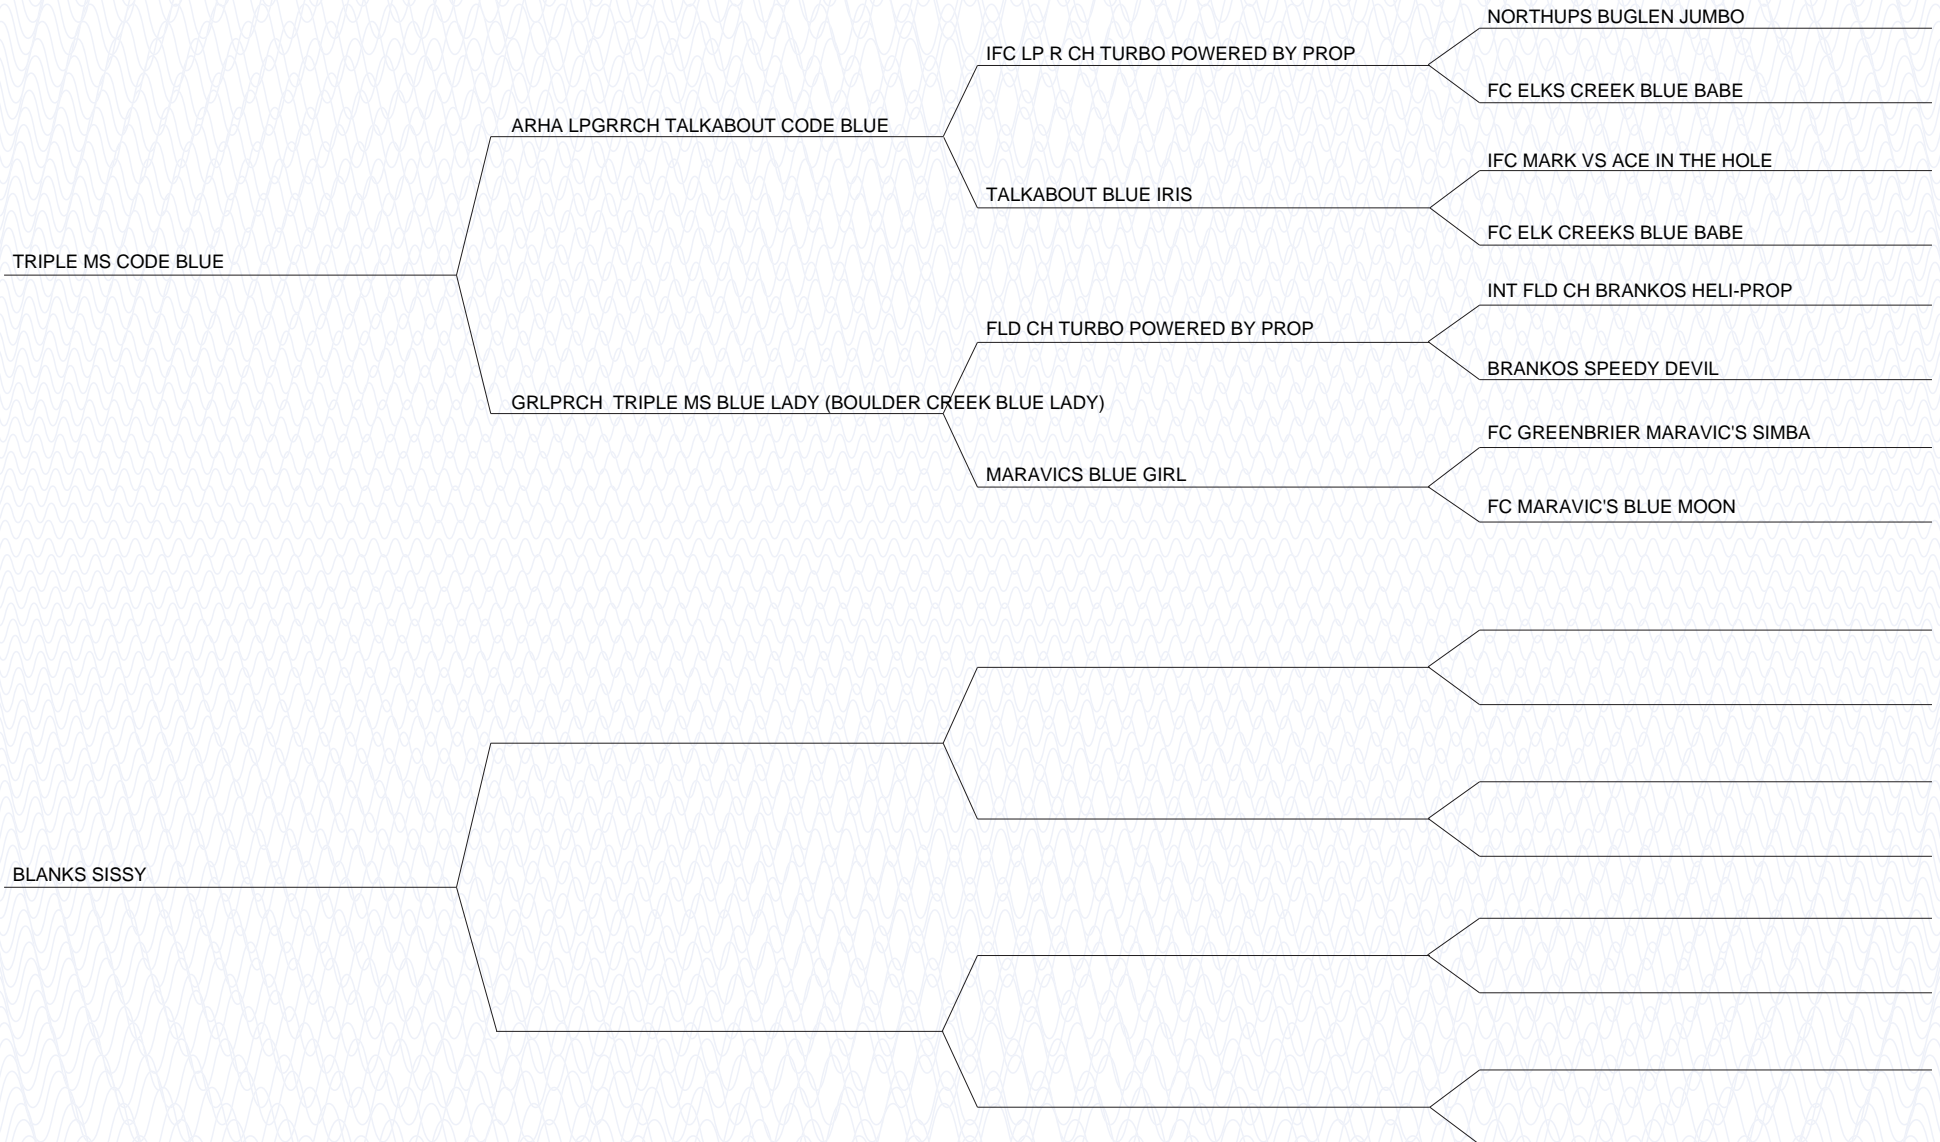 NORTHUPS BUGLEN JUMBO
IFC LP R CH TURBO POWERED BY PROP
FC ELKS CREEK BLUE BABE
ARHA LPGRRCH TALKABOUT CODE BLUE
IFC MARK VS ACE IN THE HOLE
TALKABOUT BLUE IRIS
FC ELK CREEKS BLUE BABE
TRIPLE MS CODE BLUE
INT FLD CH BRANKOS HELI-PROP
FLD CH TURBO POWERED BY PROP
BRANKOS SPEEDY DEVIL
GRLPRCH  TRIPLE MS BLUE LADY (BOULDER CREEK BLUE LADY)
FC GREENBRIER MARAVIC'S SIMBA
MARAVICS BLUE GIRL
FC MARAVIC'S BLUE MOON
BLANKS SISSY